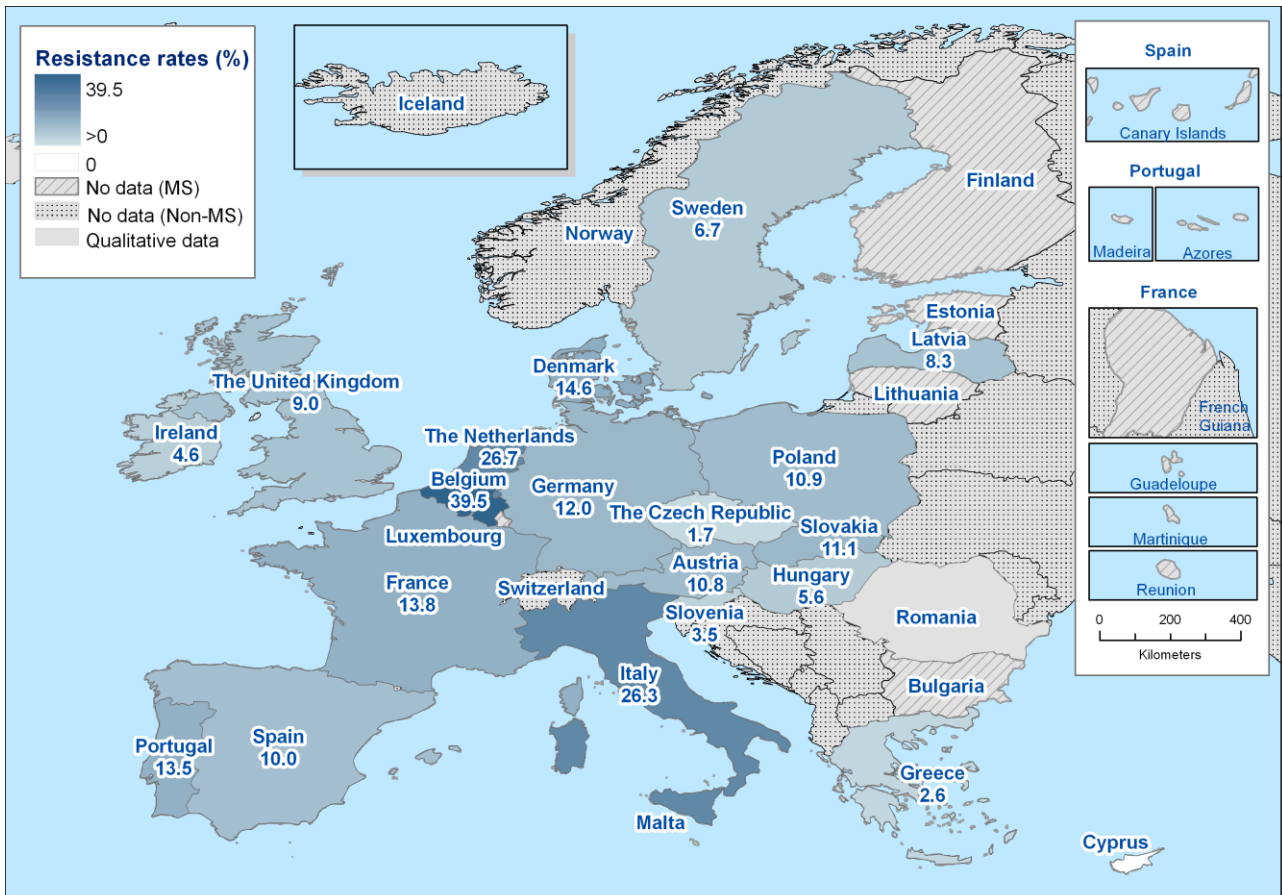 Resistance rates (%)
39.5
>0
0
No data (MS)
No data (Non-MS)
Qualitative data
Iceland
Spain
Canary Islands
Portugal
Madeira
Azores
France
French
Guiana
Guadeloupe
Martinique
Reunion
0 200 400
Kilometers
Finland
Sweden
6.7
Norway
Estonia
Latvia
8.3
Lithuania
Denmark
14.6
The United Kingdom
9.0
Ireland
4.6
The Netherlands
26.7
Belgium
39.5
Luxembourg
Germany
12.0
Poland
10.9
The Czech Republic
1.7
Slovakia
11.1
Austria
10.8
Hungary
5.6
France
13.8
Switzerland
Slovenia
3.5
Romania
Bulgaria
Italy
26.3
Portugal
13.5
Spain
10.0
Greece
2.6
Malta
Cyprus